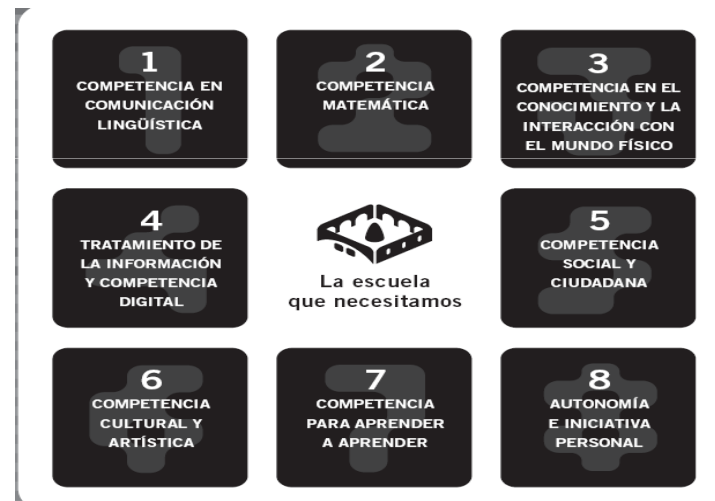 1
COMPETENCIA EN
COMUNICACIÓN
LINGÜÍSTICA
2
COMPETENCIA
MATEMÁTICA
3
COMPETENCIA EN EL
CONOCIMIENTO Y LA
INTERACCIÓN CON
EL MUNDO FÍSICO
4
TRATAMIENTO DE
LA INFORMACIÓN
Y COMPETENCIA
DIGITAL
La escuela
que necesitamos
5
COMPETENCIA
SOCIAL Y
CIUDADANA
6
COMPETENCIA
CULTURAL Y
ARTÍSTICA
7
COMPETENCIA
PARA APRENDER
A APRENDER
8
AUTONOMÍA
E INICIATIVA
PERSONAL